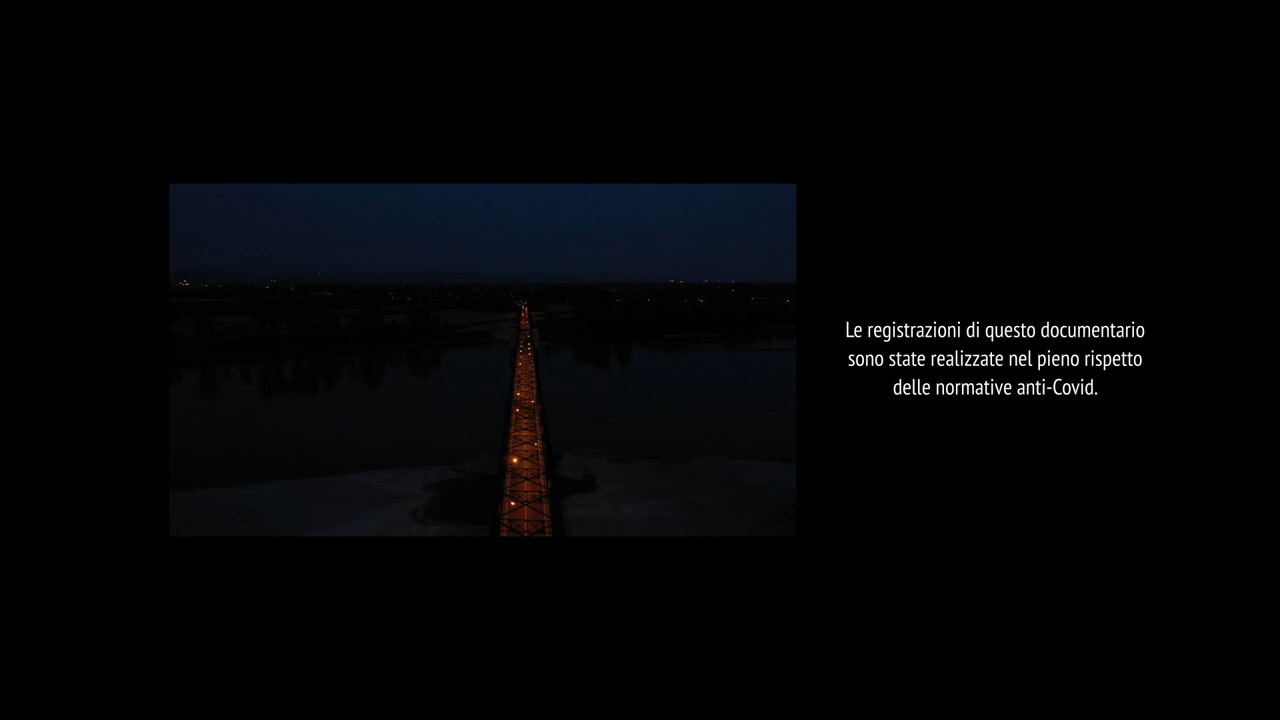 Le registrazioni di questo documentario
sono state realizzate nel pieno rispetto
delle normative anti-Covid.